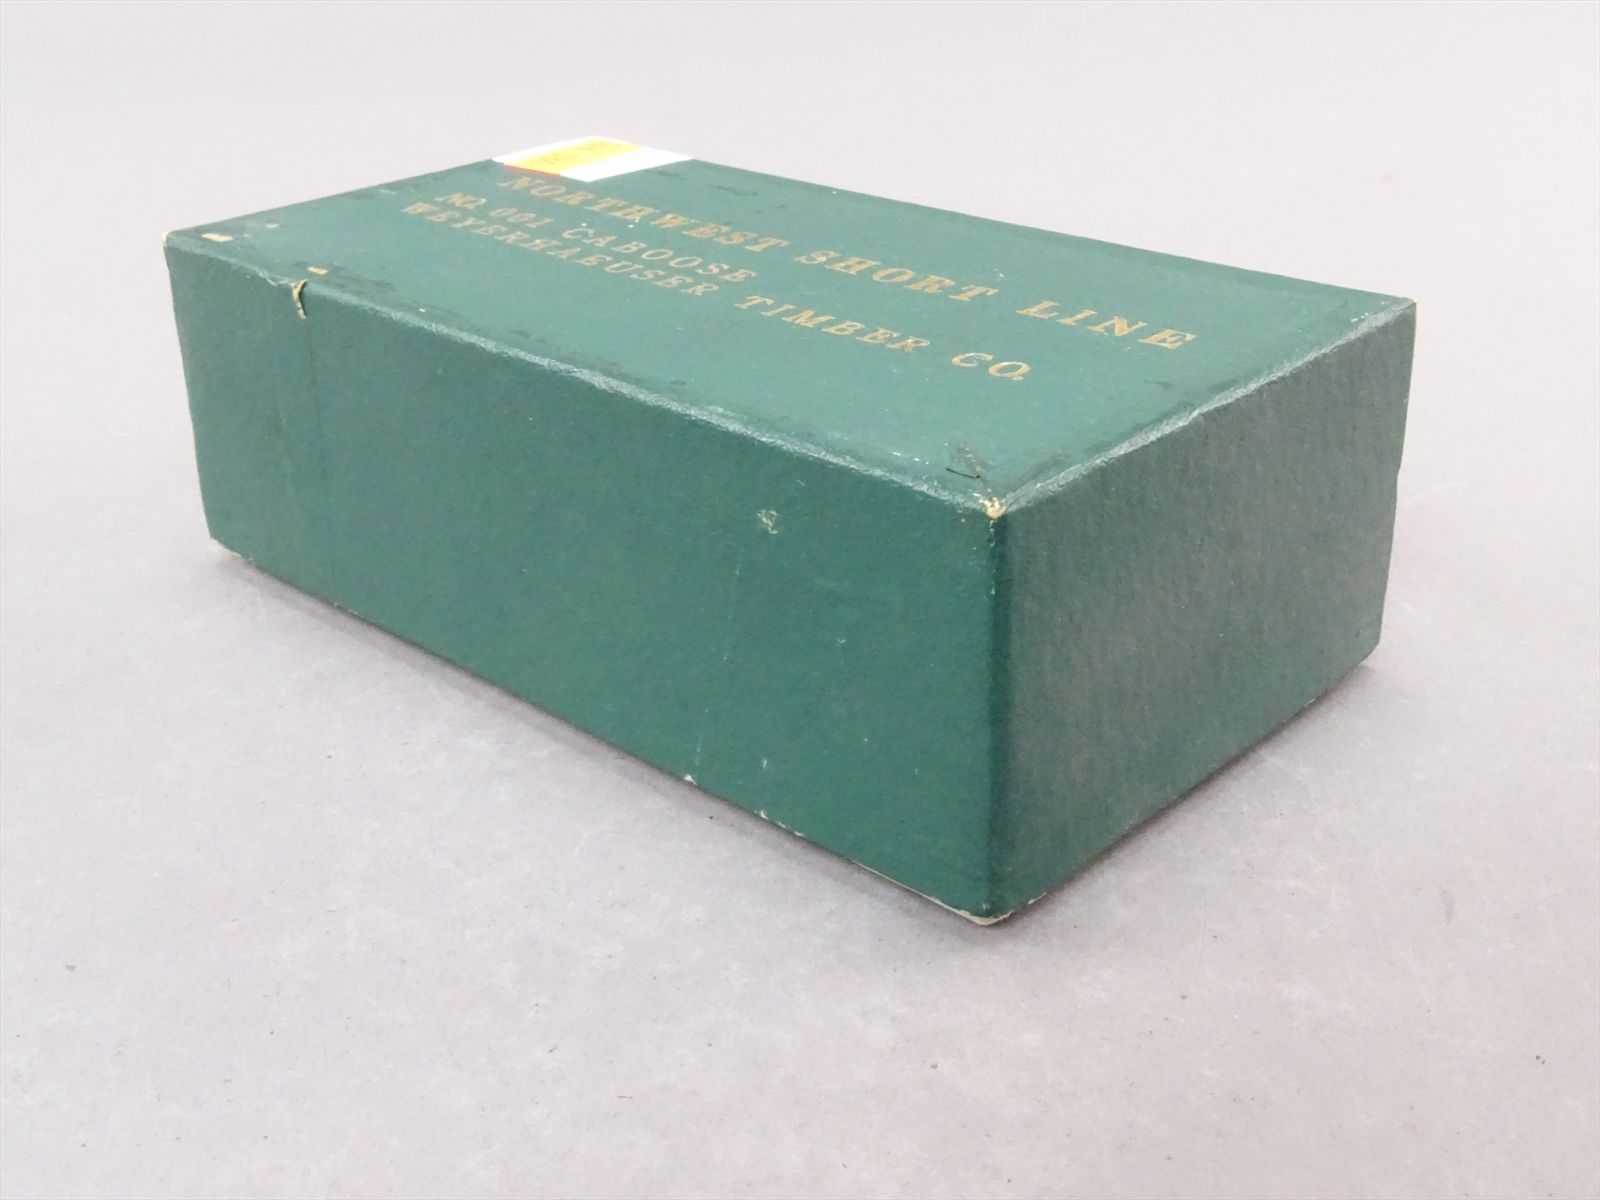 NORTHWEST SHORT LINE
NO. 001 CABOOSE
WEYERHAEUSER TIMBER CO.